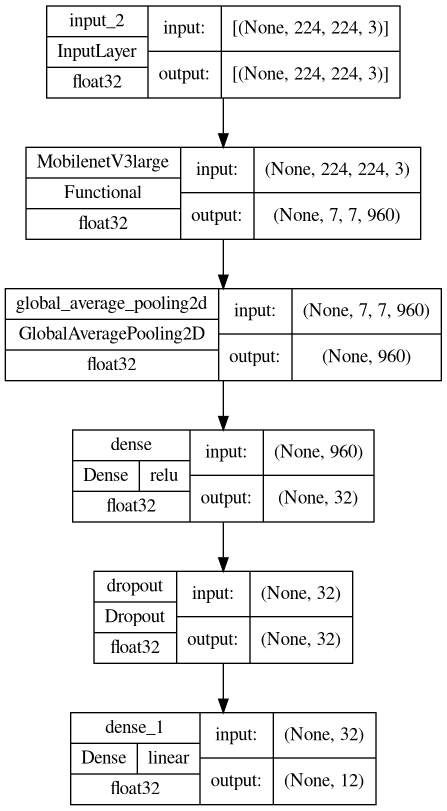 input_2
InputLayer
float32
input:
[(None, 224, 224, 3)]
output:
[(None, 224, 224, 3)]
MobilenetV3large
Functional
float32
input:
(None, 224, 224, 3)
output:
(None, 7, 7, 960)
global_average_pooling2d
GlobalAveragePooling2D
float32
input:
(None, 7, 7, 960)
output:
(None, 960)
dense
Dense relu
float32
input:
(None, 960)
output:
(None, 32)
dropout
Dropout
float32
input:
(None, 32)
output:
(None, 32)
dense_1
Dense linear
float32
input:
(None, 32)
output:
(None, 12)